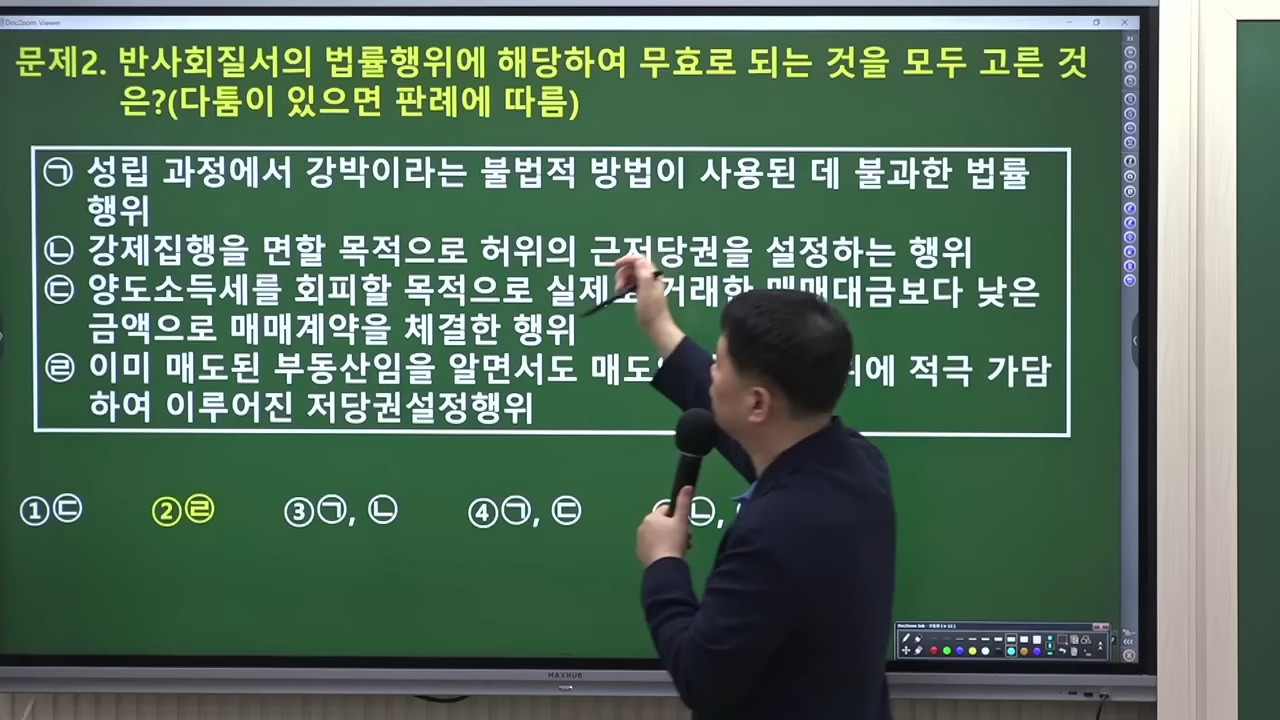 DocZoom Viewer
문제2. 반사회질서의 법률행위에 해당하여 무효로 되는 것을 모두 고른 것
은?(다툼이 있으면 판례에 따름)
㉠ 성립 과정에서 강박이라는 불법적 방법이 사용된 데 불과한 법률
행위
㉡ 강제집행을 면할 목적으로 허위의 근저당권을 설정하는 행위
㉢ 양도소득세를 회피할 목적으로 실제로 거래한 매매대금보다 낮은
금액으로 매매계약을 체결한 행위
㉣ 이미 매도된 부동산임을 알면서도 매도 에 적극 가담
하여 이루어진 저당권설정행위
①㉢ ②㉣ ③㉠, ㉡ ④㉠, ㉢ ㉡,
MAXHUB